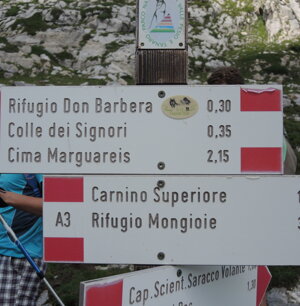 Rifugio Don Barbera 0,30
Colle dei Signori 0,35
Cima Marguareis 2,15
Carnino Superiore
A3 Rifugio Mongioie
Cap.Scient.Saracco Volante